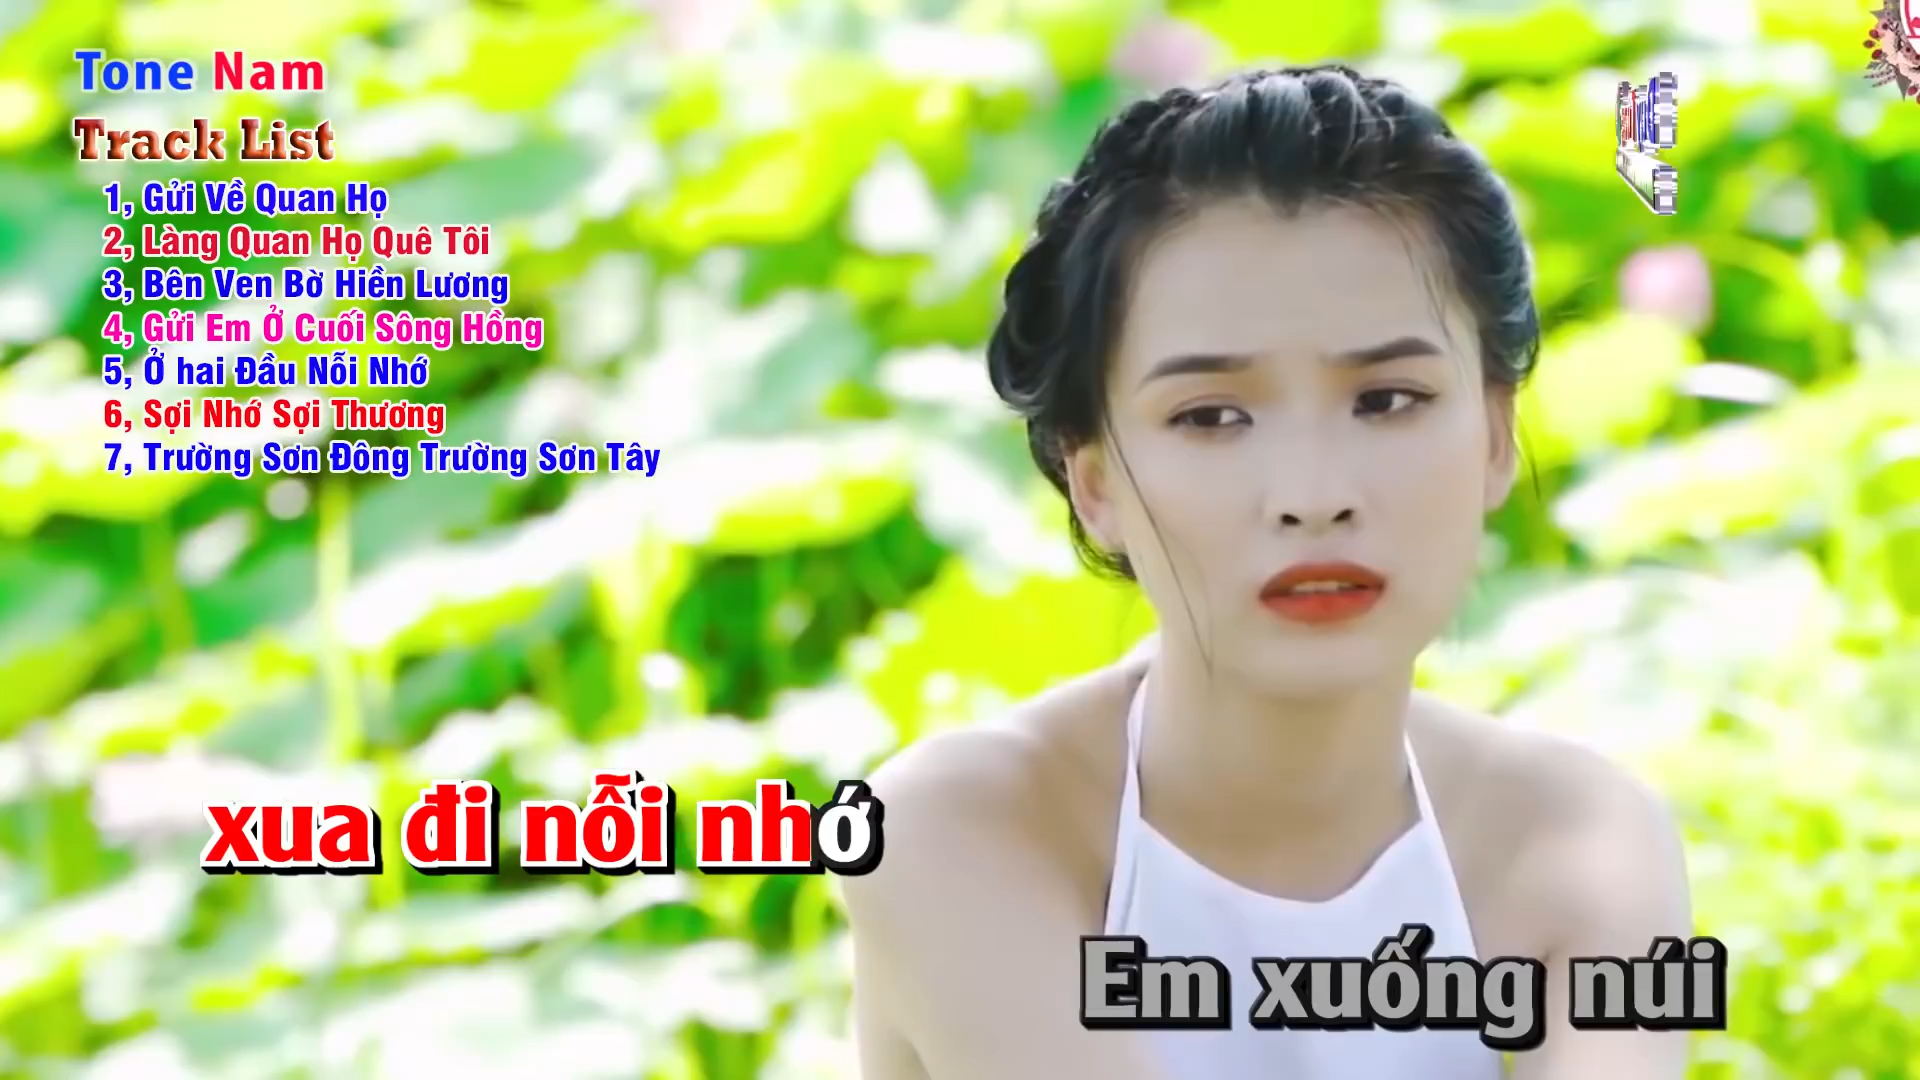 Tone Nam
Track List
1, Gửi Về Quan Họ
2, Làng Quan Họ Quê Tôi
3, Bên Ven Bờ Hiền Lương
4, Gửi Em Ở Cuối Sông Hồng
5, Ở hai Đầu Nỗi Nhớ
6, Sợi Nhớ Sợi Thương
7, Trường Sơn Đông Trường Sơn Tây
xua đi nỗi nhớ
Em xuống núi